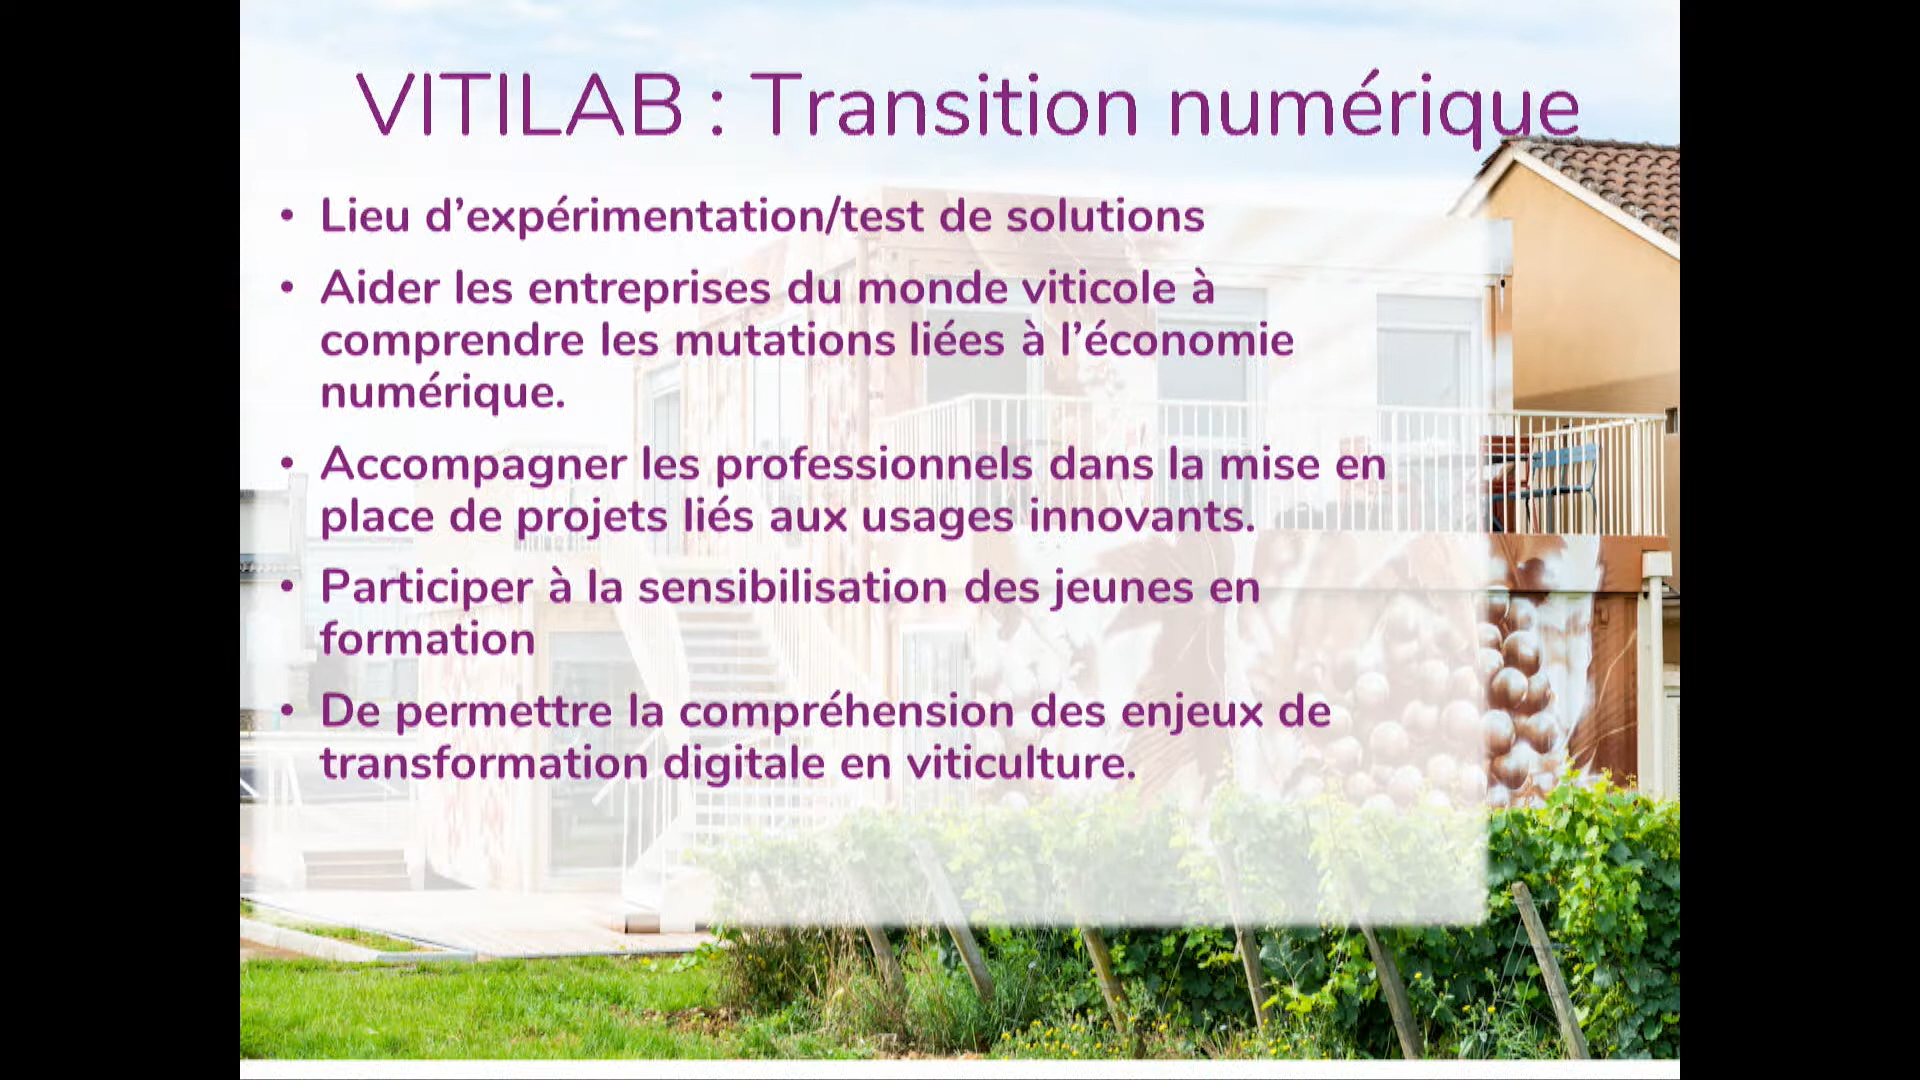 VITILAB : Transition numérique
• Lieu d’expérimentation/test de solutions
• Aider les entreprises du monde viticole à
comprendre les mutations liées à l’économie
numérique.
• Accompagner les professionnels dans la mise en
place de projets liés aux usages innovants.
• Participer à la sensibilisation des jeunes en
formation
• De permettre la compréhension des enjeux de
transformation digitale en viticulture.